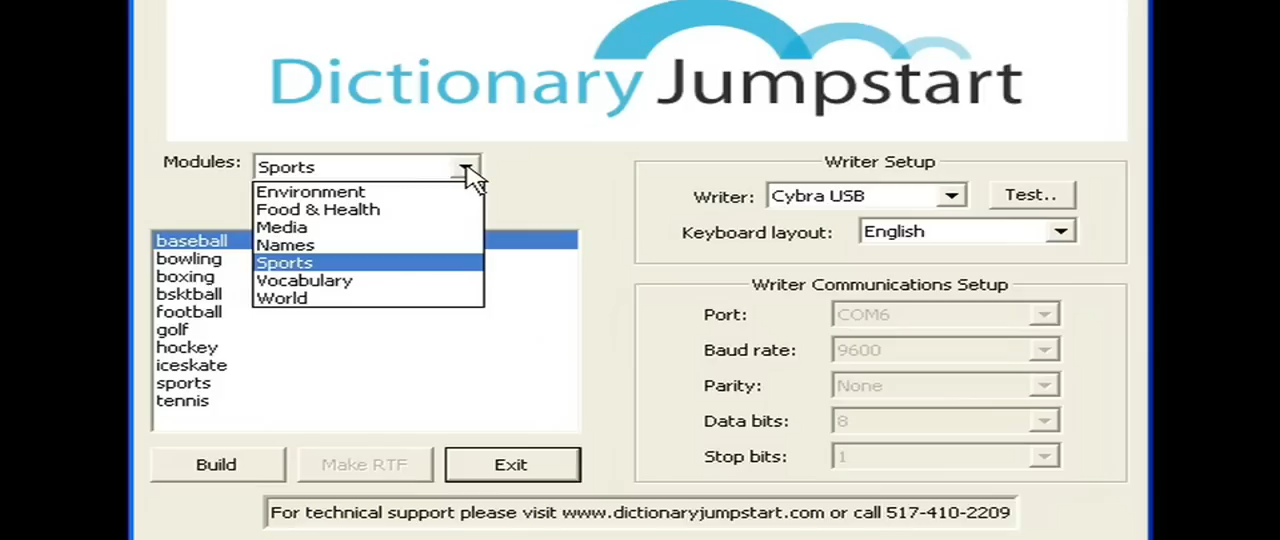 Dictionary Jumpstart
Modules: Sports
Environment
Food & Health
Media
Names
Sports
Vocabulary
World
baseball
bowling
boxing
bsktball
football
golf
hockey
iceskate
sports
tennis
Build Make RTF Exit
Writer Setup
Writer: Cybra USB Test..
Keyboard layout: English
Writer Communications Setup
Port: COM6
Baud rate: 9600
Parity: None
Data bits: 8
Stop bits: 1
For technical support please visit www.dictionaryjumpstart.com or call 517-410-2209